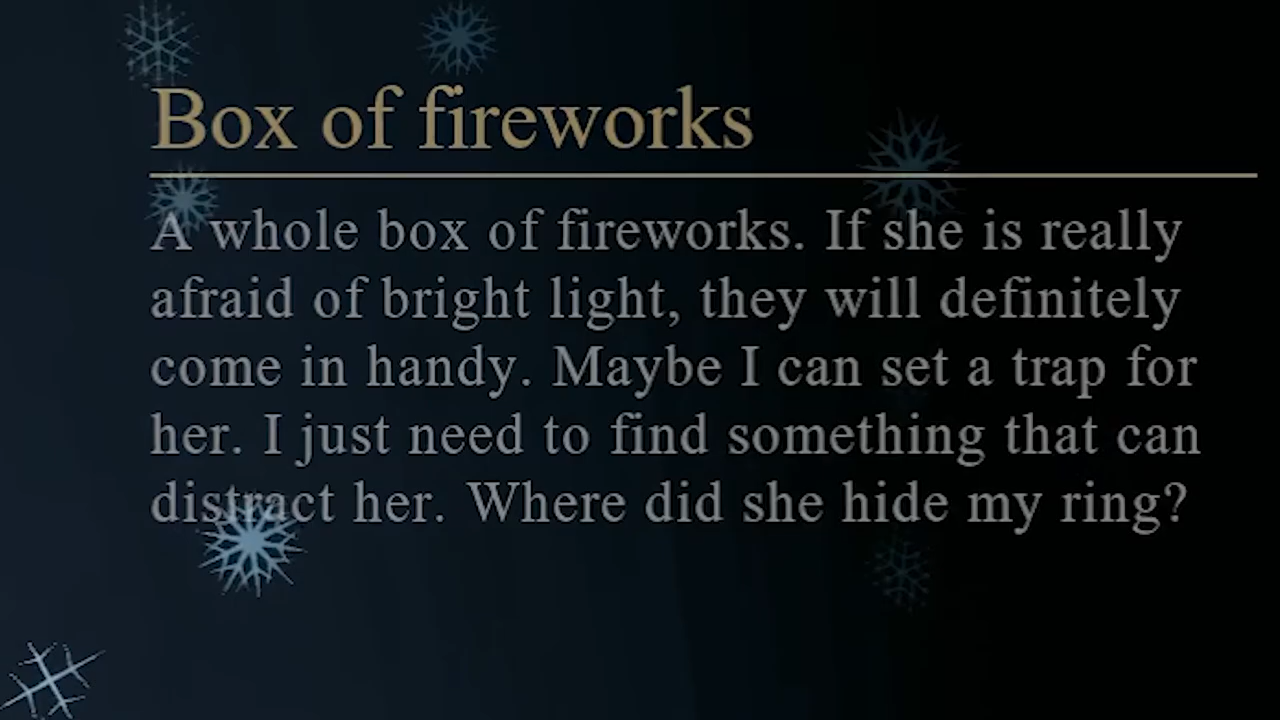 Box of fireworks
A whole box of fireworks. If she is really
afraid of bright light, they will definitely
come in handy. Maybe I can set a trap for
her. I just need to find something that can
distract her. Where did she hide my ring?